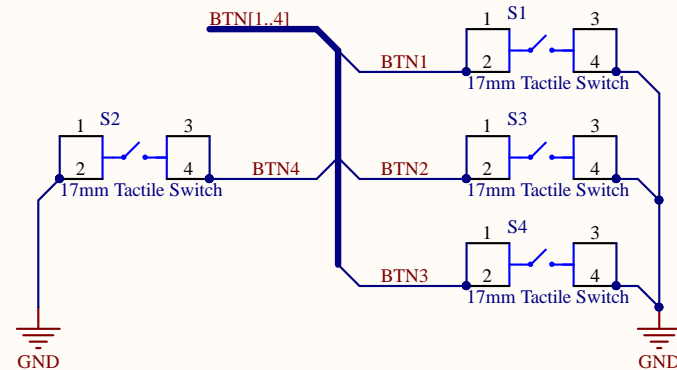 BTN[1..4]
S1
1 3
BTN1 2 4
17mm Tactile Switch
S2 S3
1 3 1 3
2 4 BTN4 BTN2 2 4
17mm Tactile Switch 17mm Tactile Switch
S4
1 3
BTN3 2 4
17mm Tactile Switch
GND GND